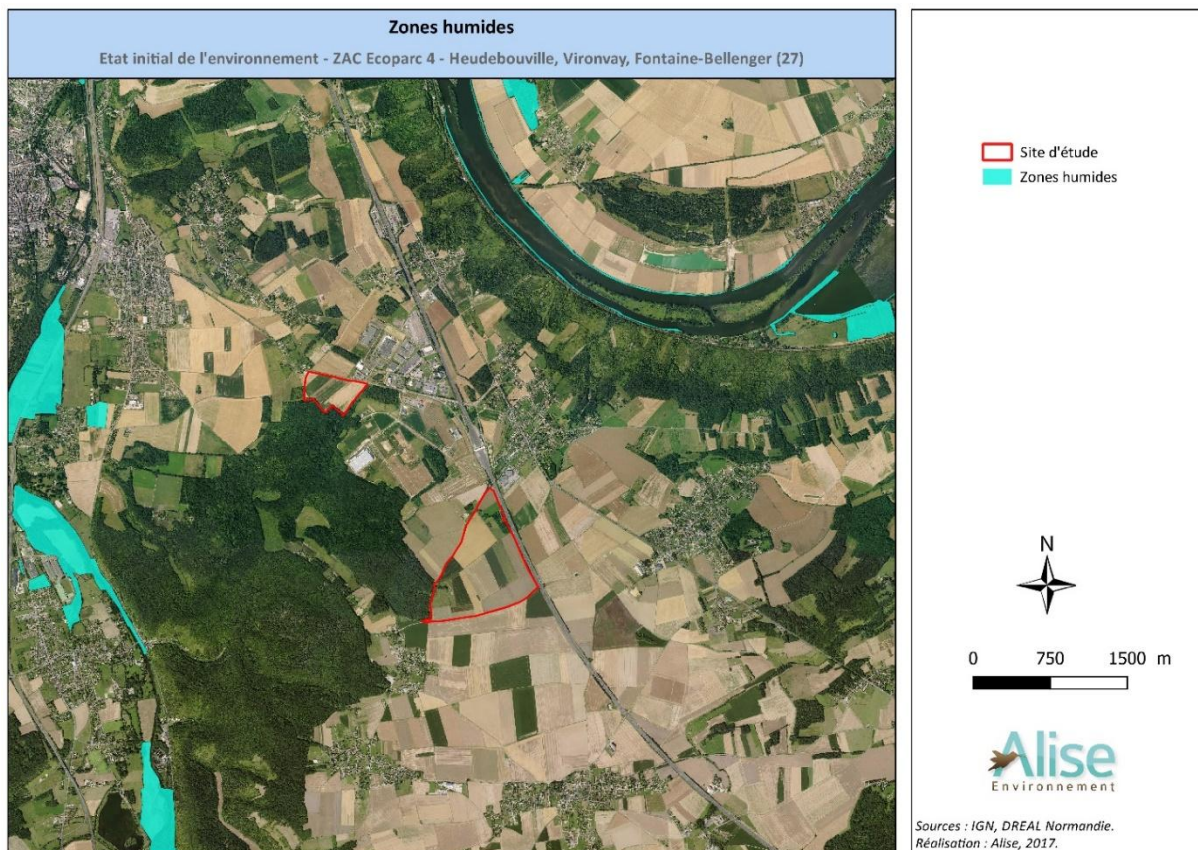 Zones humides
Etat initial de l'environnement - ZAC Ecoparc 4 - Heudebouville, Vironvay, Fontaine-Bellenger (27)
Site d'étude
Zones humides
N
0 750 1500 m
Alise
Environnement
Sources : IGN, DREAL Normandie.
Réalisation : Alise, 2017.